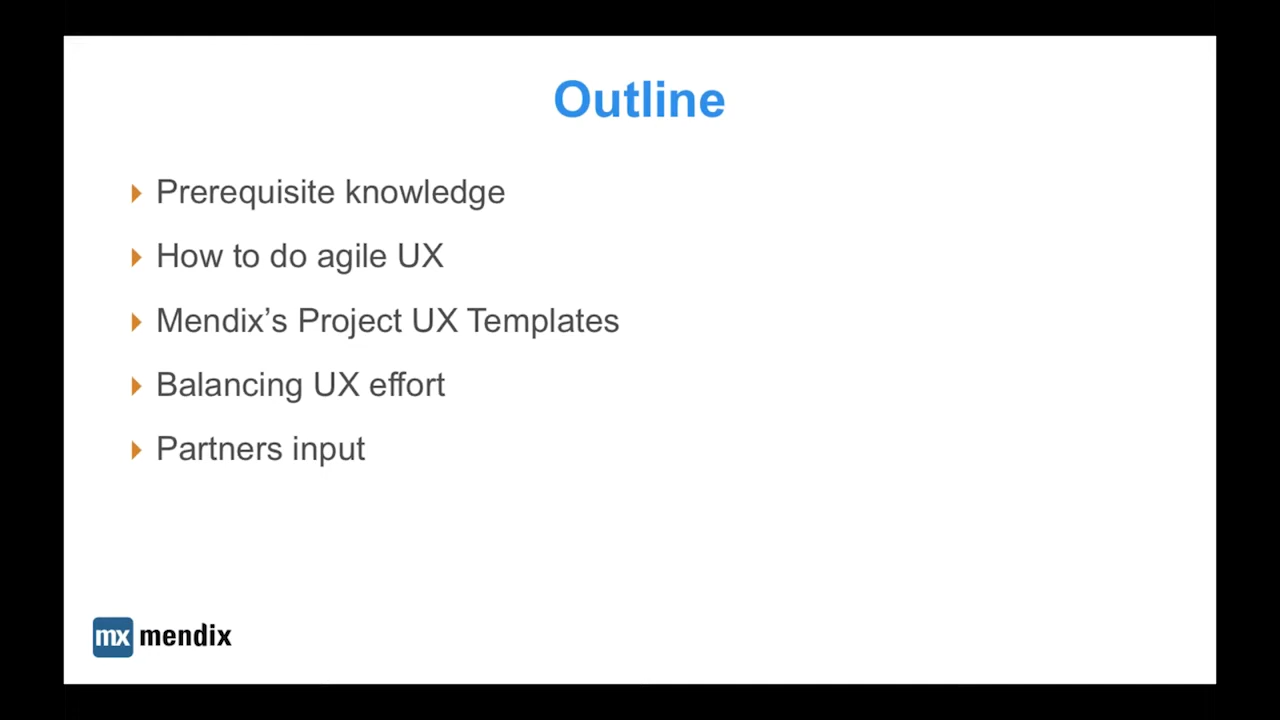 Outline
Prerequisite knowledge
How to do agile UX
Mendix’s Project UX Templates
Balancing UX effort
Partners input
mx mendix